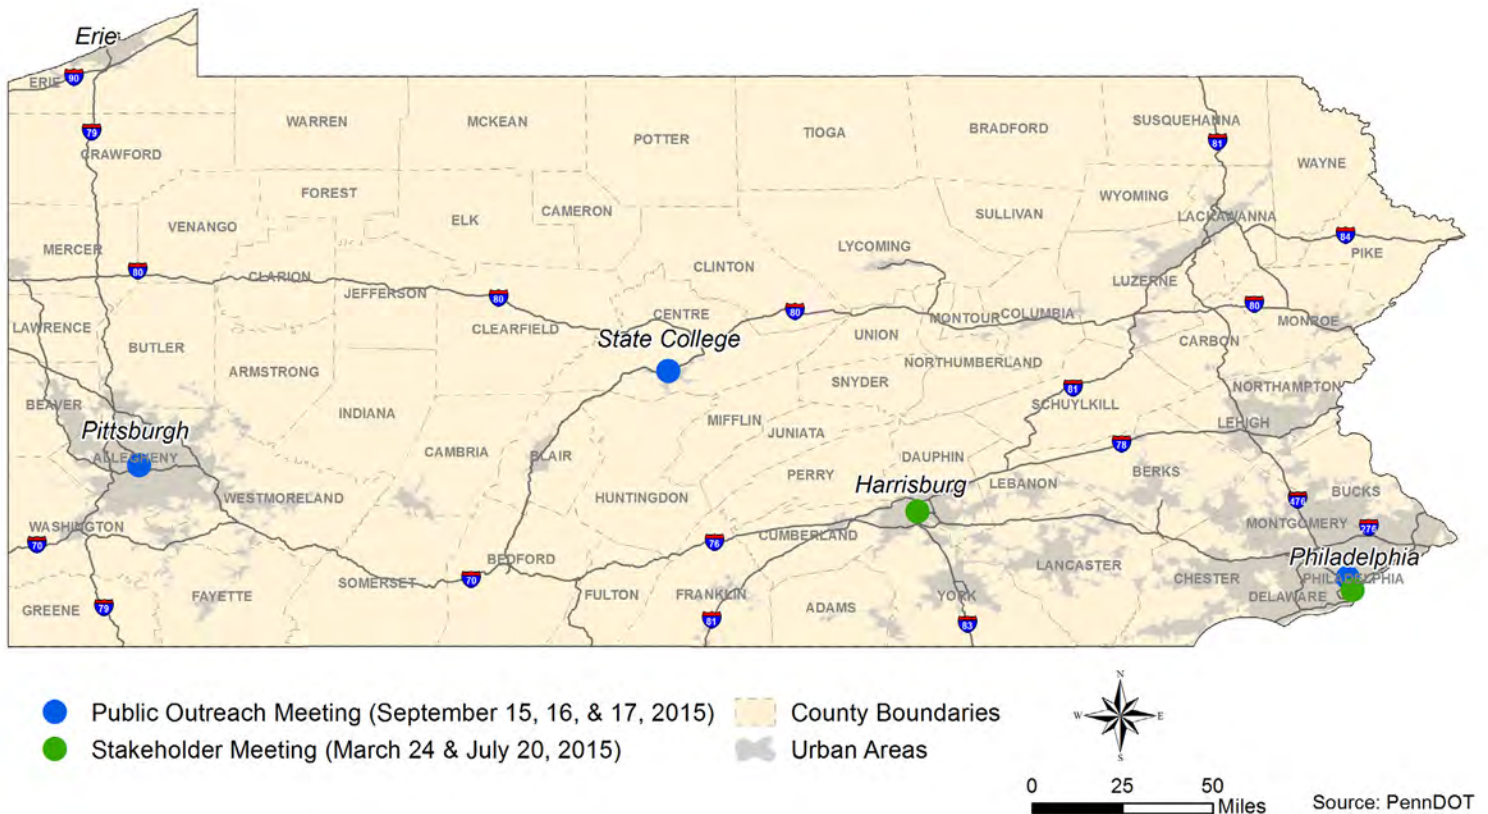 Erie
ERIE
90
79
CRAWFORD
WARREN
MCKEAN
POTTER
TIOGA
BRADFORD
SUSQUEHANNA
81
WAYNE
FOREST
VENANGO
ELK
CAMERON
SULLIVAN
WYOMING
LACKAWANNA
MERCER
LYCOMING
84
PIKE
80
CLARION
JEFFERSON
CLINTON
LUZERNE
80
80
80
LAWRENCE
BUTLER
CLEARFIELD
CENTRE
State College
UNION
MONTOUR
COLUMBIA
MONROE
CARBON
ARMSTRONG
SNYDER
NORTHUMBERLAND
81
NORTHAMPTON
BEAVER
INDIANA
MIFFLIN
JUNIATA
SCHUYLKILL
LEHIGH
Pittsburgh
ALLEGHENY
CAMBRIA
BLAIR
PERRY
DAUPHIN
78
BERKS
WESTMORELAND
HUNTINGDON
Harrisburg
LEBANON
BUCKS
476
WASHINGTON
70
76
CUMBERLAND
MONTGOMERY
276
BEDFORD
Philadelphia
SOMERSET
70
FULTON
FRANKLIN
LANCASTER
CHESTER
PHILADELPHIA
DELAWARE
GREENE
79
FAYETTE
81
ADAMS
YORK
83
Public Outreach Meeting (September 15, 16, & 17, 2015)
County Boundaries
Stakeholder Meeting (March 24 & July 20, 2015)
Urban Areas
N
W
E
S
0 25 50
Miles
Source: PennDOT